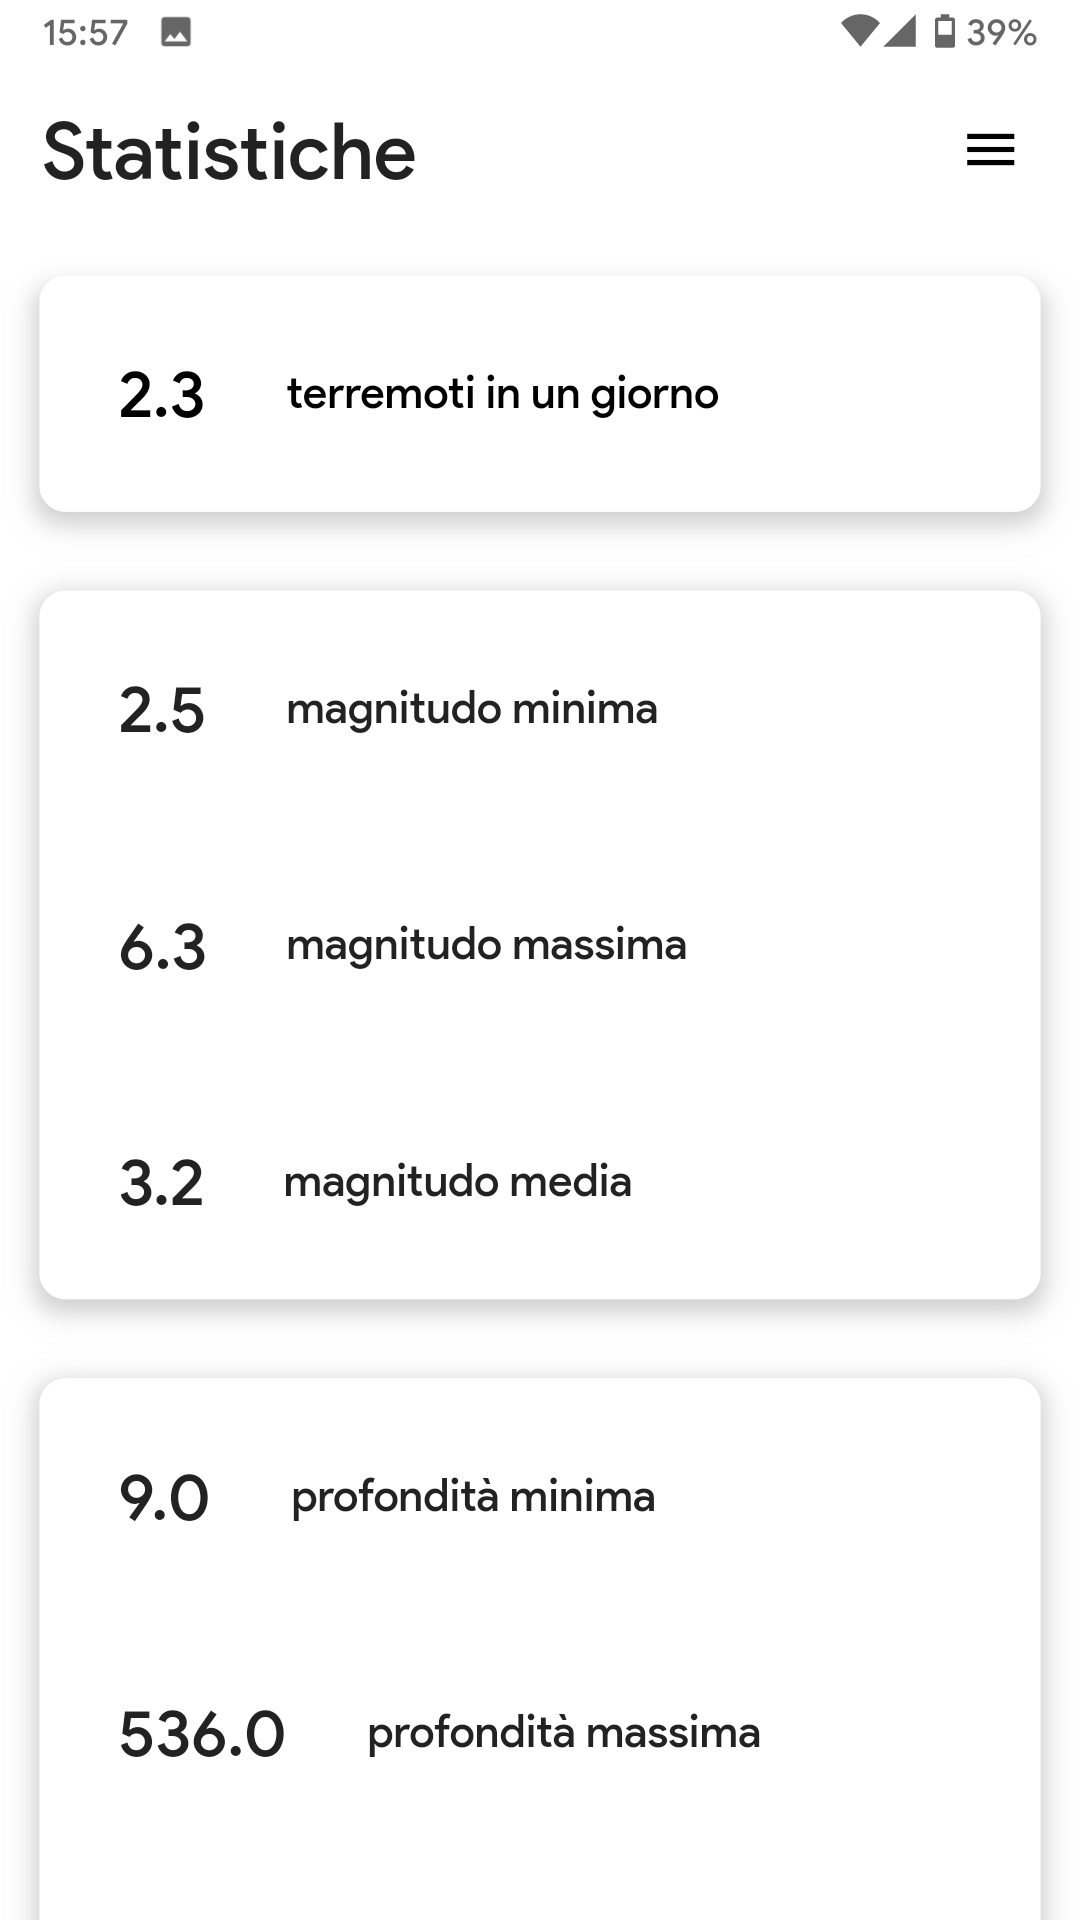 15:57 39%
Statistiche
2.3 terremoti in un giorno
2.5 magnitudo minima
6.3 magnitudo massima
3.2 magnitudo media
9.0 profondità minima
536.0 profondità massima